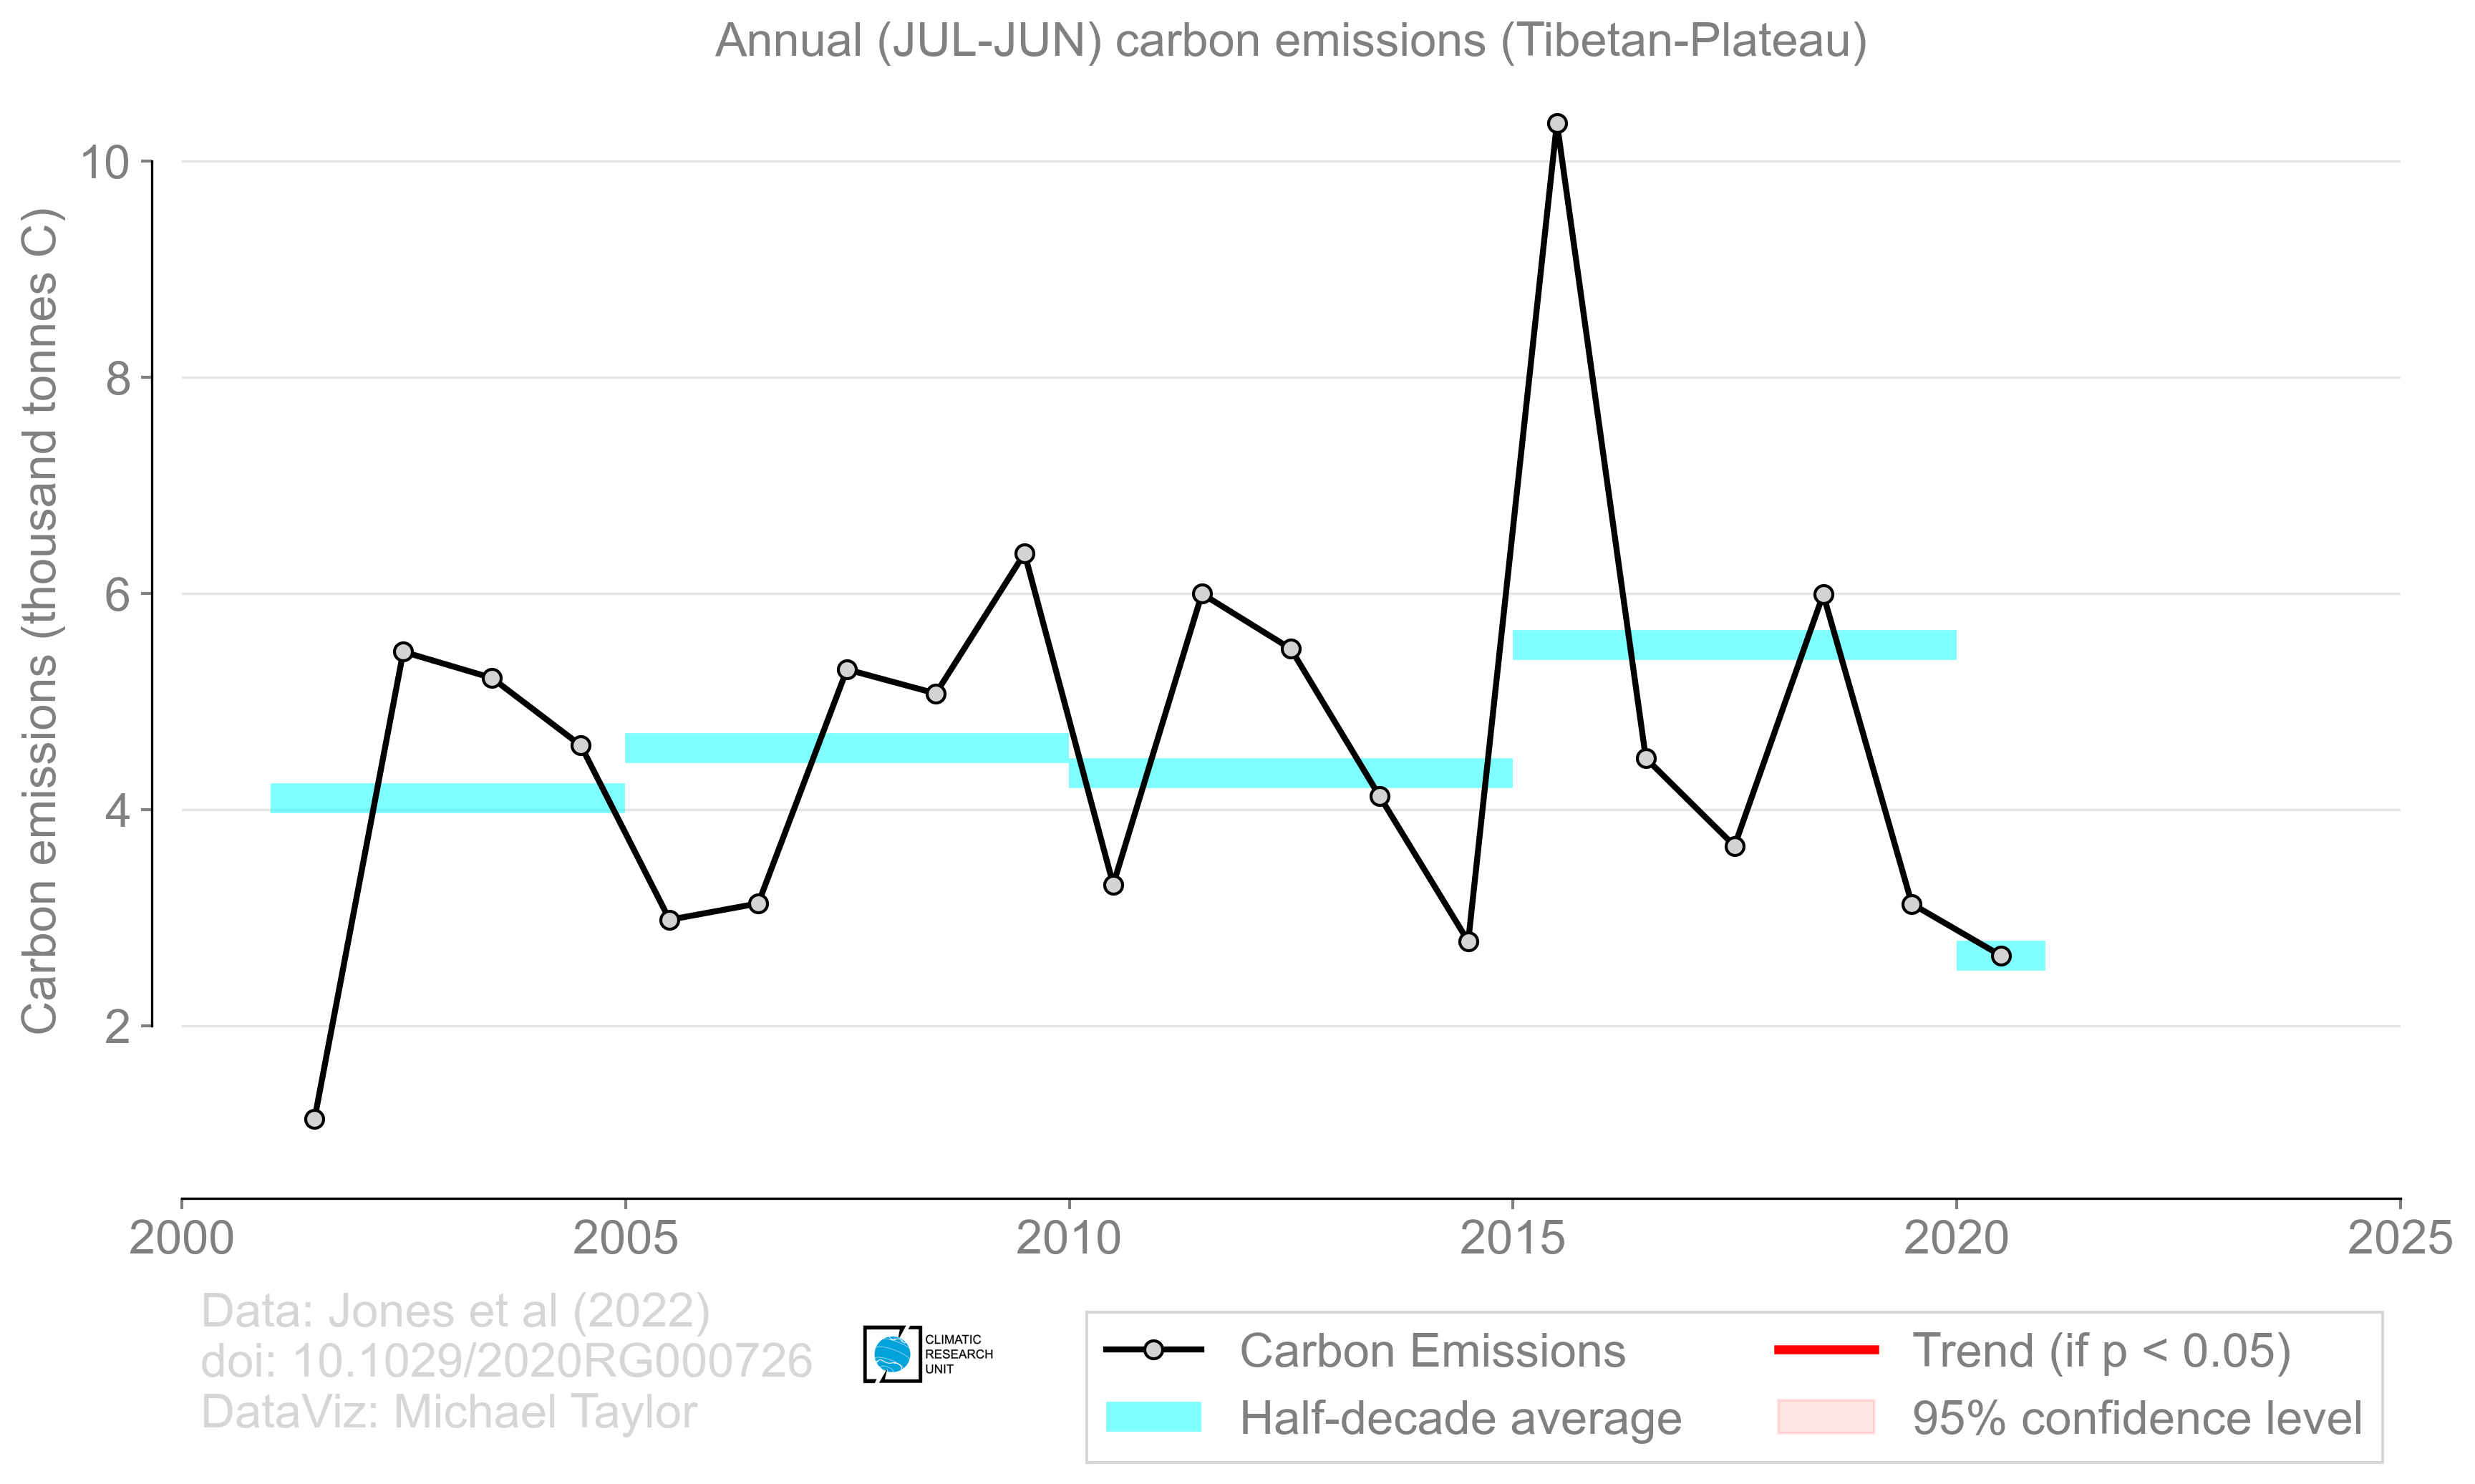 Annual (JUL-JUN) carbon emissions (Tibetan-Plateau)
Carbon emissions (thousand tonnes C)
10
8
6
4
2
2000 2005 2010 2015 2020 2025
Data: Jones et al (2022)
doi: 10.1029/2020RG000726
DataViz: Michael Taylor
CLIMATIC
RESEARCH
UNIT
Carbon Emissions
Half-decade average
Trend (if p < 0.05)
95% confidence level